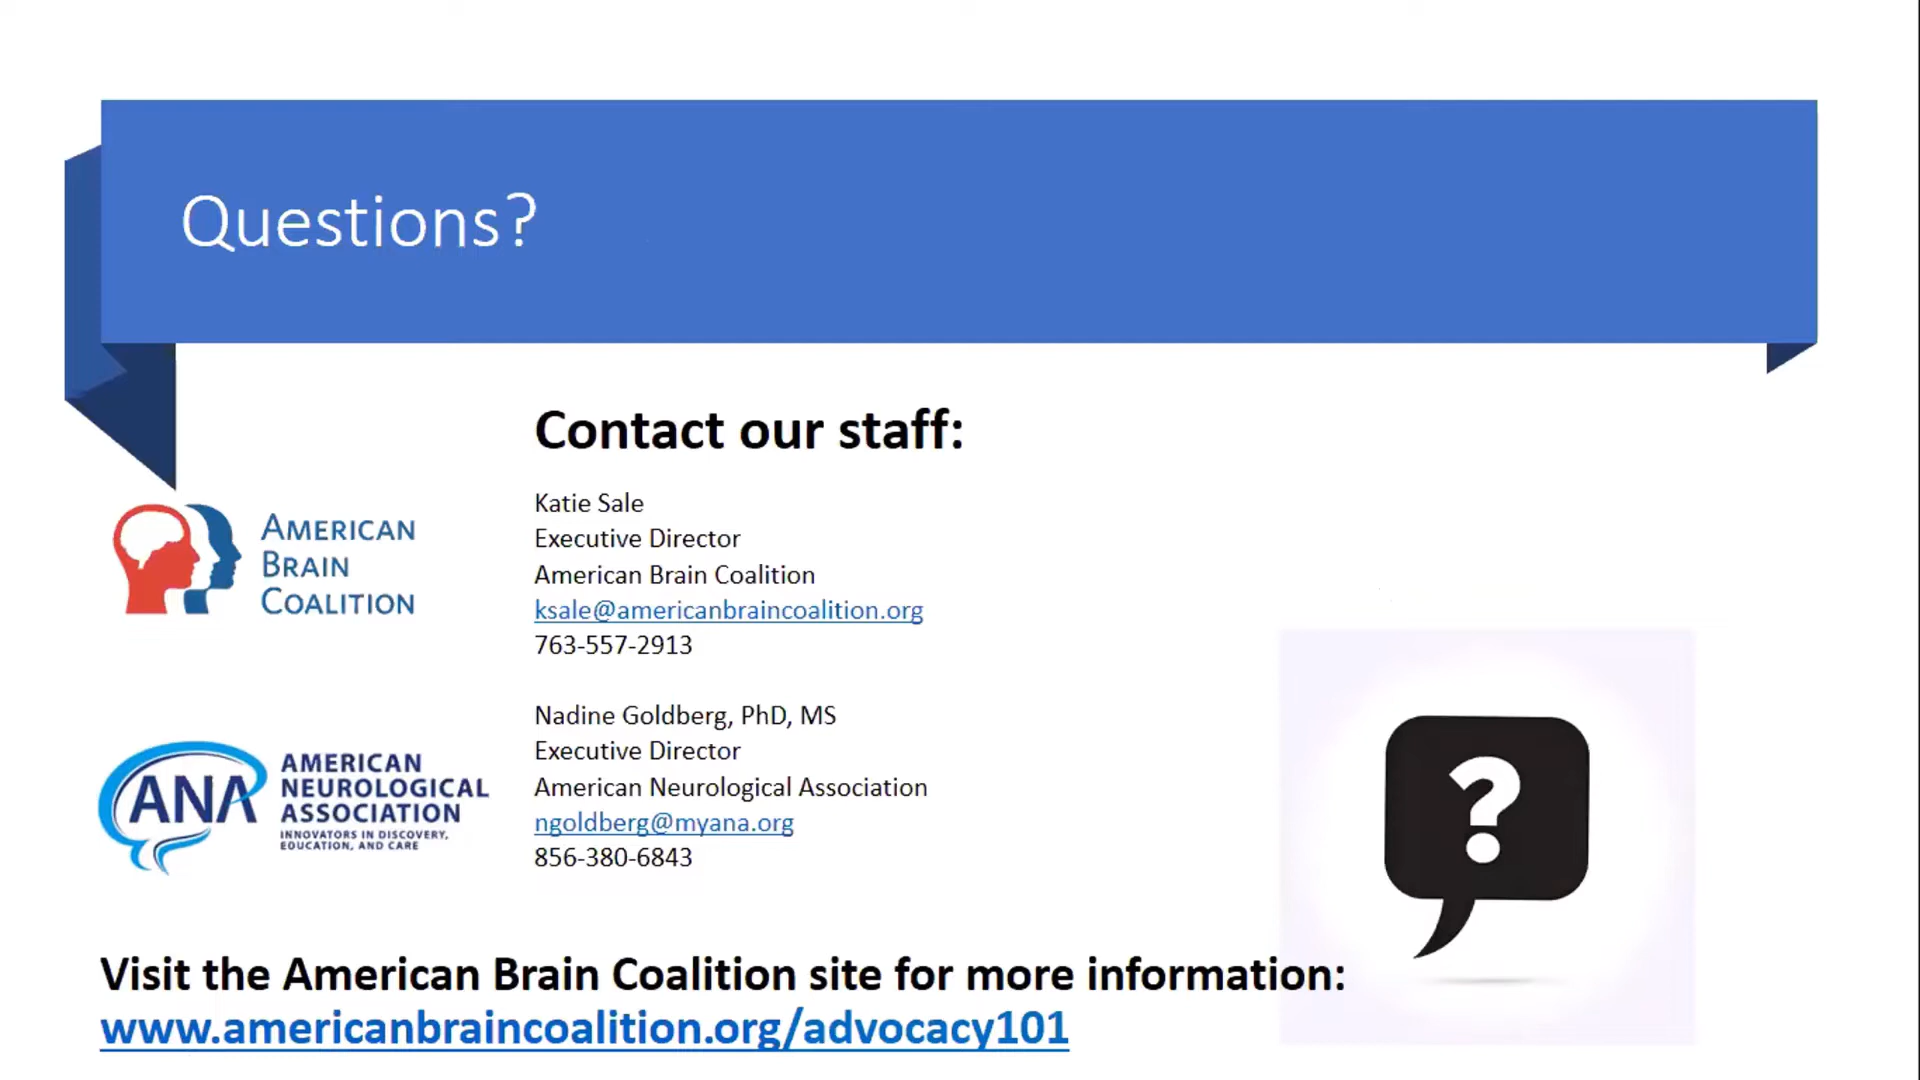 Questions?
Contact our staff:
Katie Sale
Executive Director
American Brain Coalition
ksale@americanbraincoalition.org
763-557-2913
AMERICAN
BRAIN
COALITION
Nadine Goldberg, PhD, MS
Executive Director
American Neurological Association
ngoldberg@myana.org
856-380-6843
ANA
AMERICAN
NEUROLOGICAL
ASSOCIATION
INNOVATORS IN DISCOVERY,
EDUCATION, AND CARE
?
Visit the American Brain Coalition site for more information:
www.americanbraincoalition.org/advocacy101